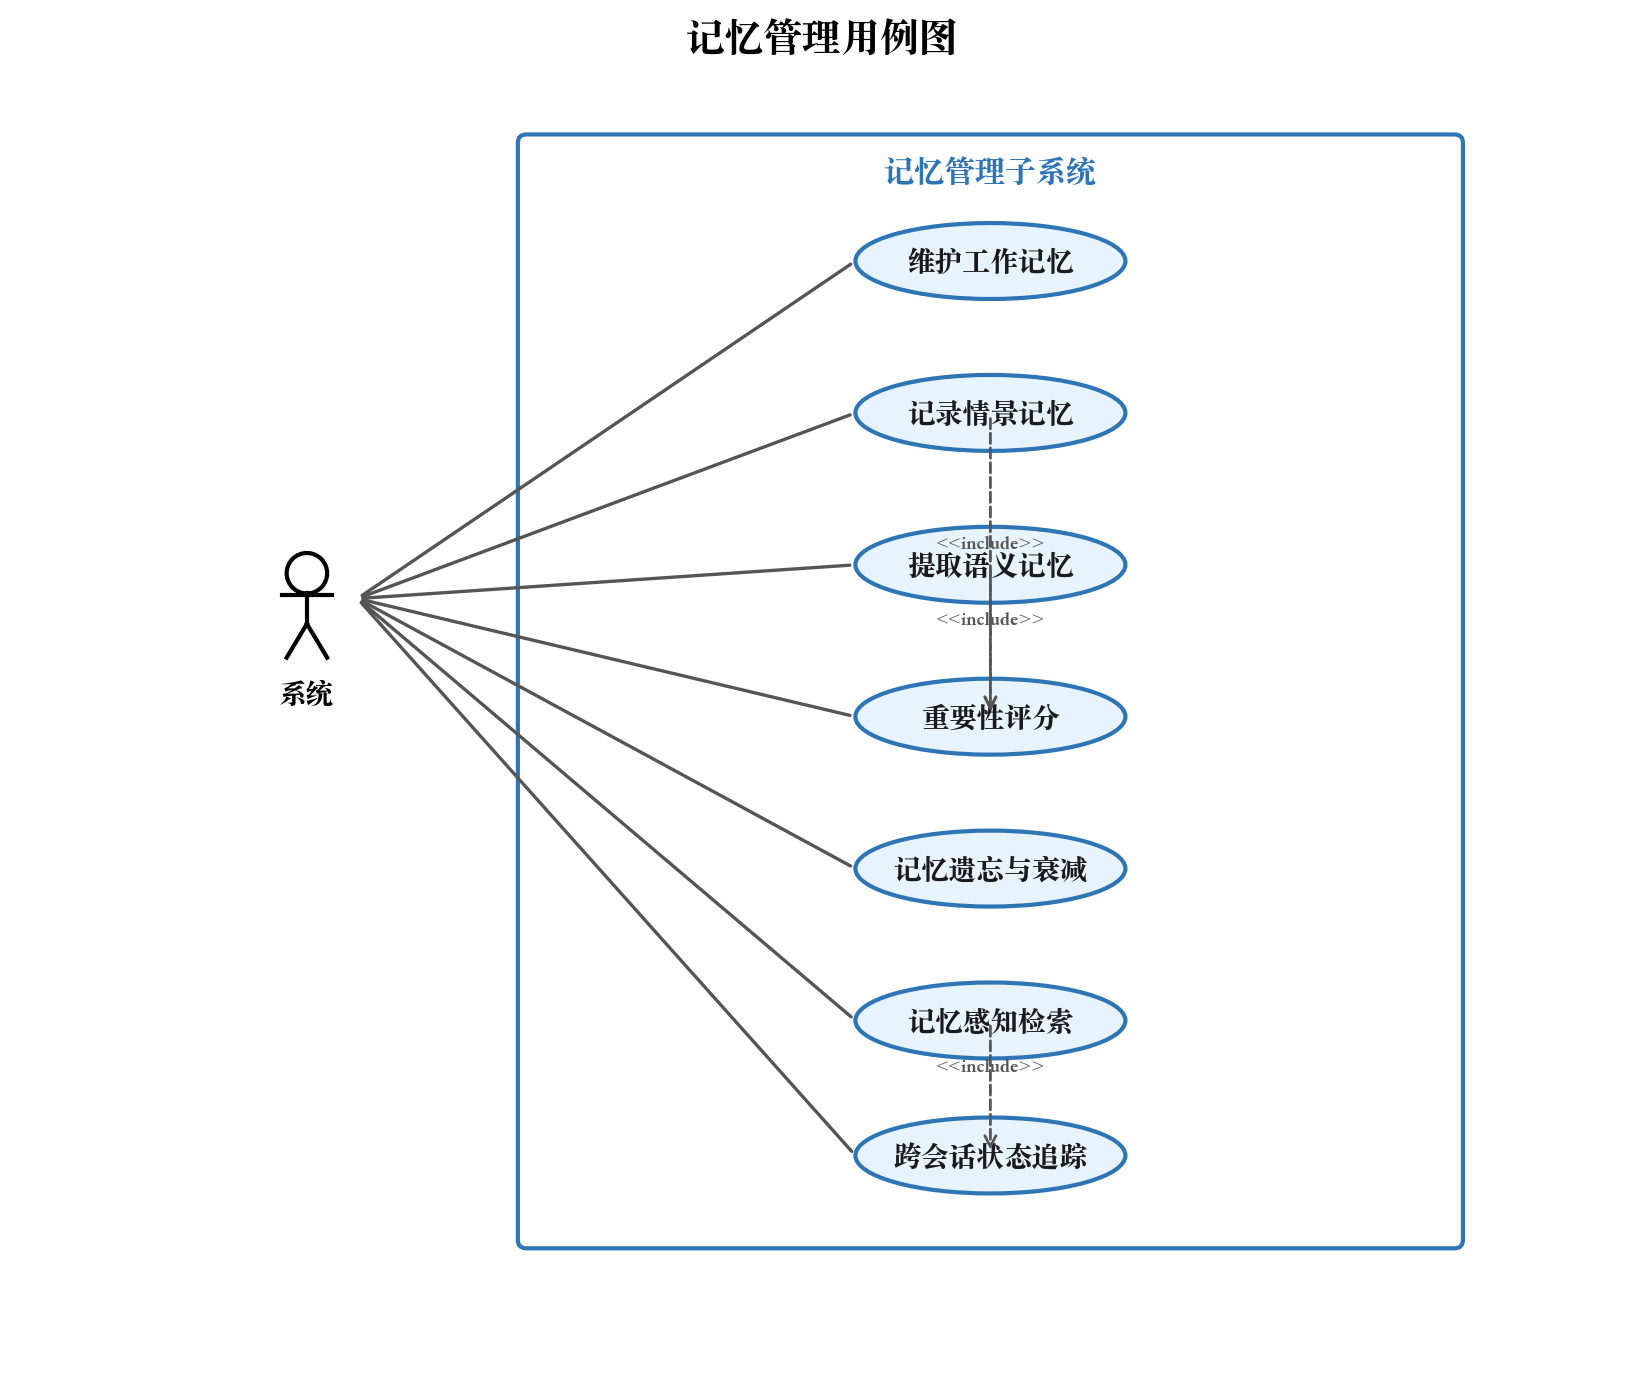 记忆管理用例图
记忆管理子系统
维护工作记忆
记录情景记忆
<<include>>
提取语义记忆
<<include>>
系统
重要性评分
记忆遗忘与衰减
记忆感知检索
<<include>>
跨会话状态追踪